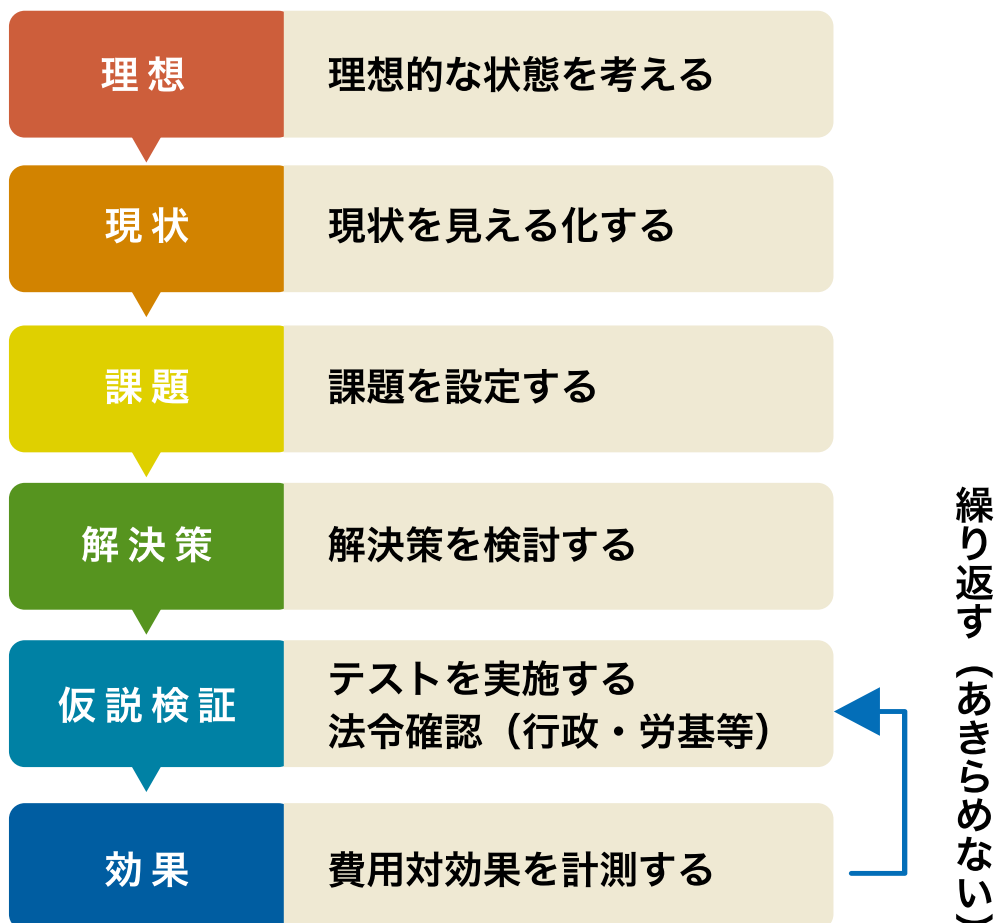 理想
理想的な状態を考える
現状
現状を見える化する
課題
課題を設定する
解決策
解決策を検討する
仮説検証
テストを実施する
法令確認（行政・労基等）
効果
費用対効果を計測する
繰り返す（あきらめない）